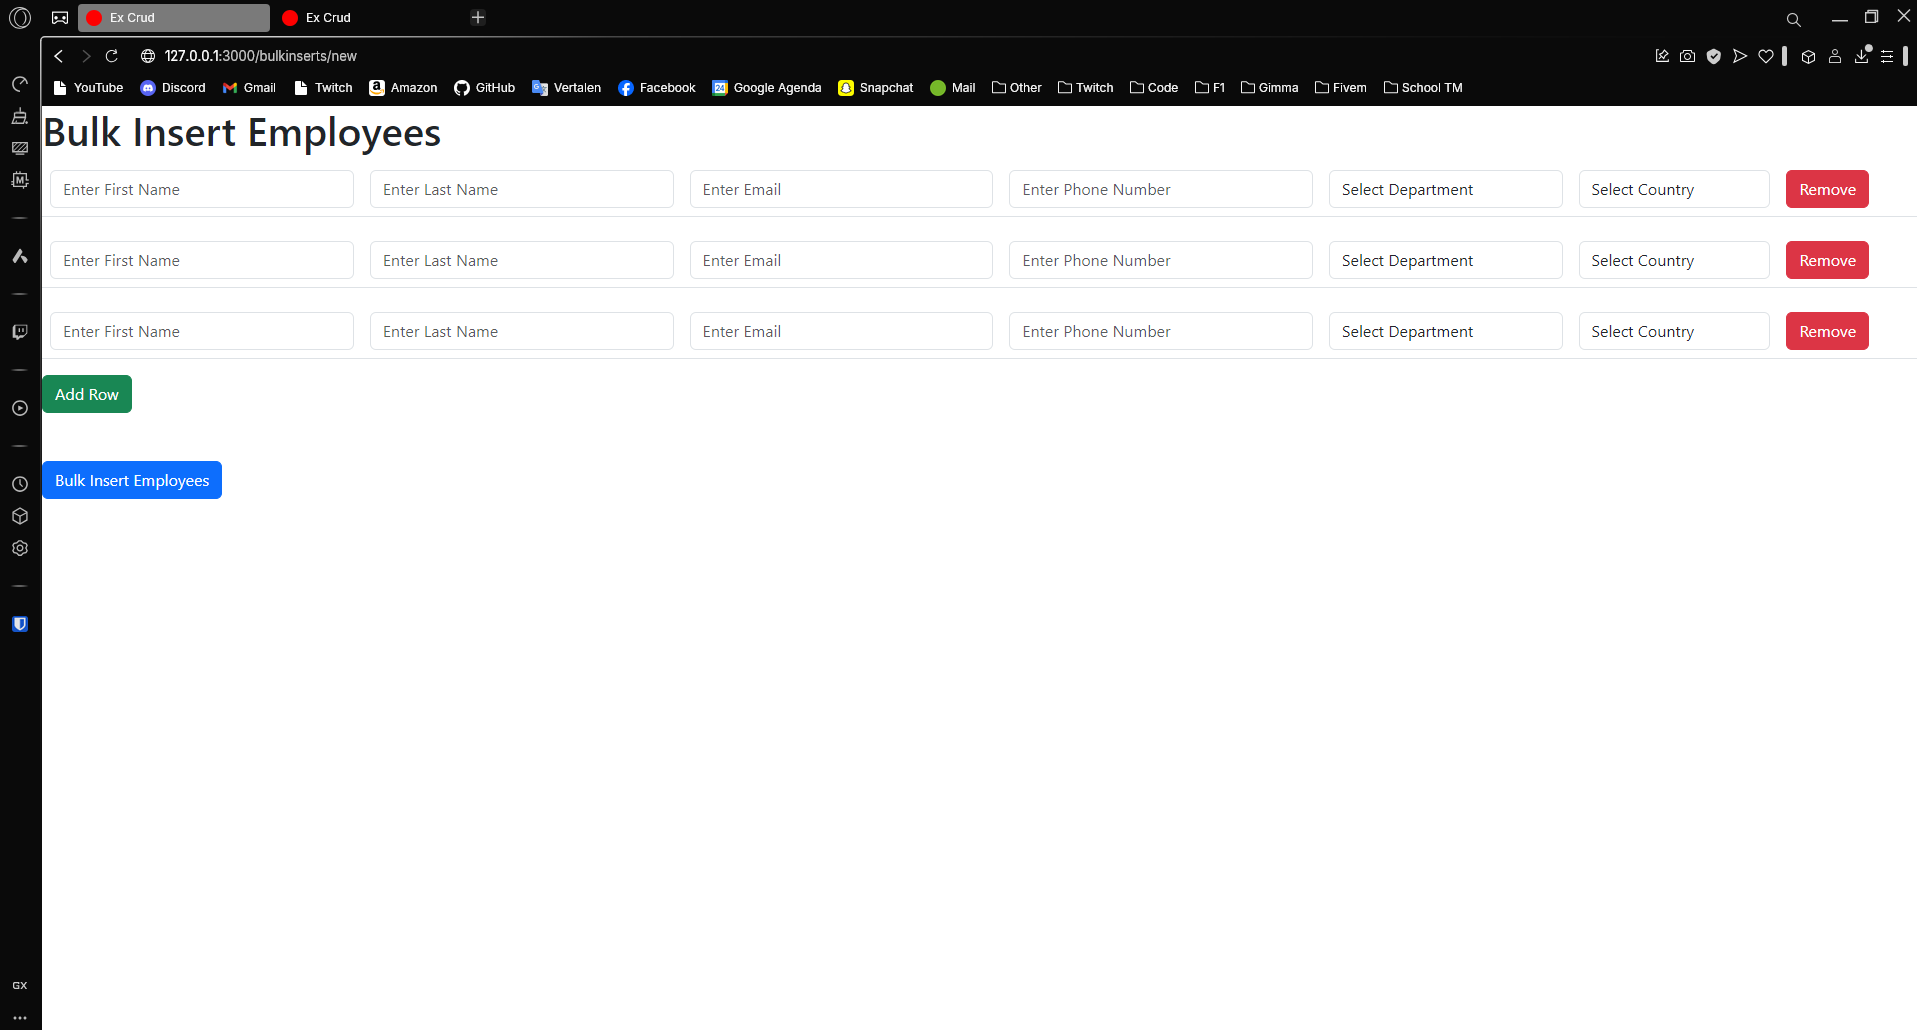 Ex Crud Ex Crud
127.0.0.1:3000/bulkinserts/new
YouTube Discord Gmail Twitch Amazon GitHub Vertalen Facebook 24 Google Agenda Snapchat Mail Other Twitch Code F1 Gimma Fivem School TM
Bulk Insert Employees
Enter First Name Enter Last Name Enter Email Enter Phone Number Select Department Select Country Remove
Enter First Name Enter Last Name Enter Email Enter Phone Number Select Department Select Country Remove
Enter First Name Enter Last Name Enter Email Enter Phone Number Select Department Select Country Remove
Add Row
Bulk Insert Employees
M
GX